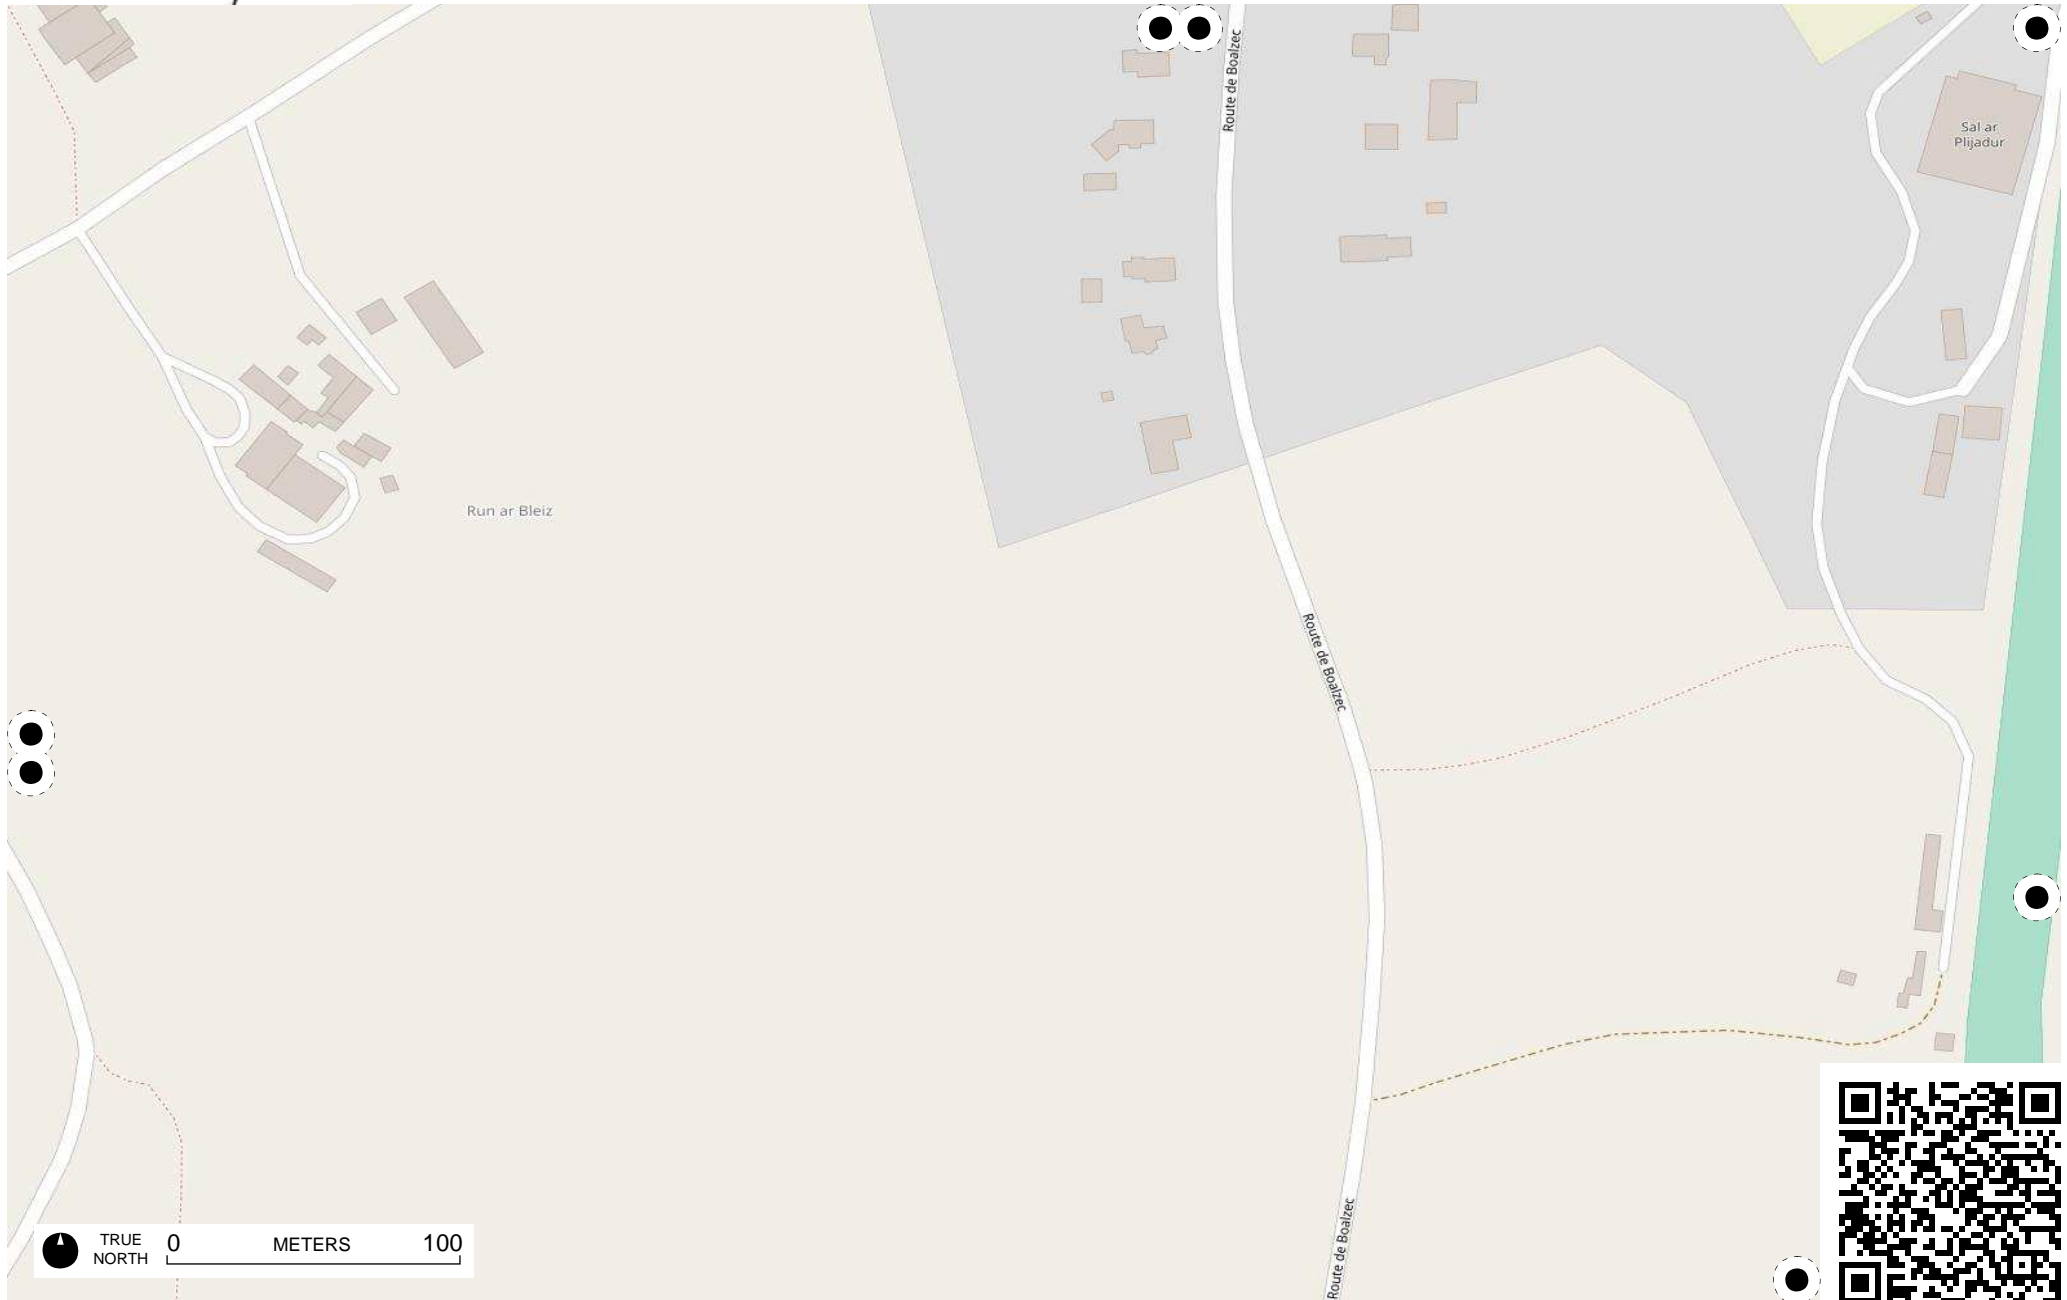 Route de Boalzec
Sal ar
Plijadur
Run ar Bleiz
Route de Boalzec
Route de Boalzec
TRUE
NORTH
0 METERS 100